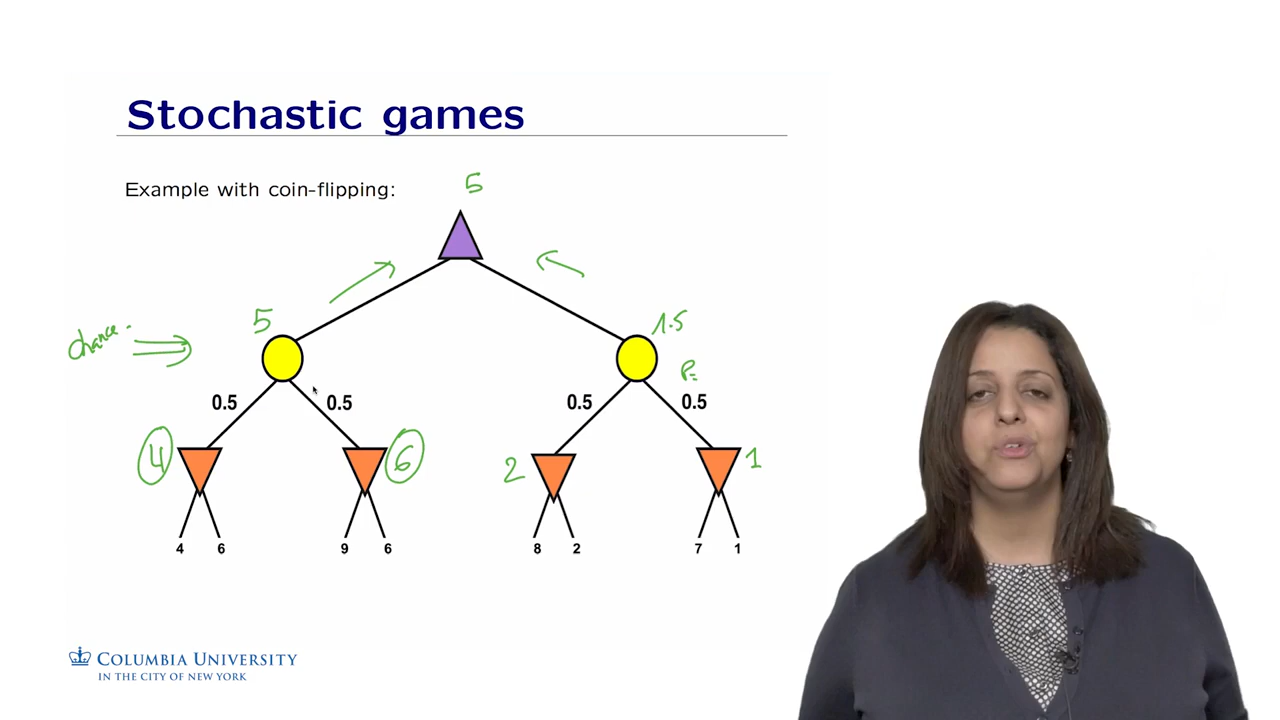 Stochastic games
Example with coin-flipping:
5
5
1.5
chance.
P=
0.5 0.5 0.5 0.5
4 6 2 1
4 6 9 6 8 2 7 1
COLUMBIA UNIVERSITY
IN THE CITY OF NEW YORK